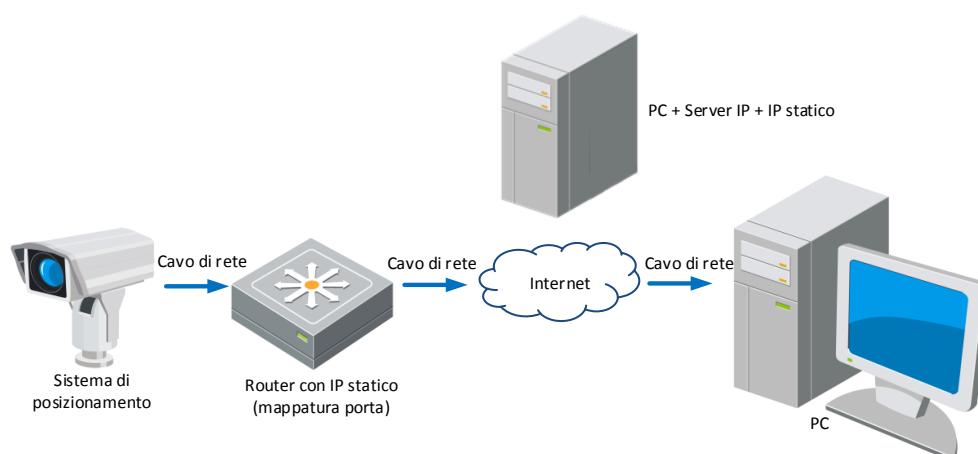 PC + Server IP + IP statico
Cavo di rete
Cavo di rete
Cavo di rete
Internet
Sistema di
posizionamento
Router con IP statico
(mappatura porta)
PC